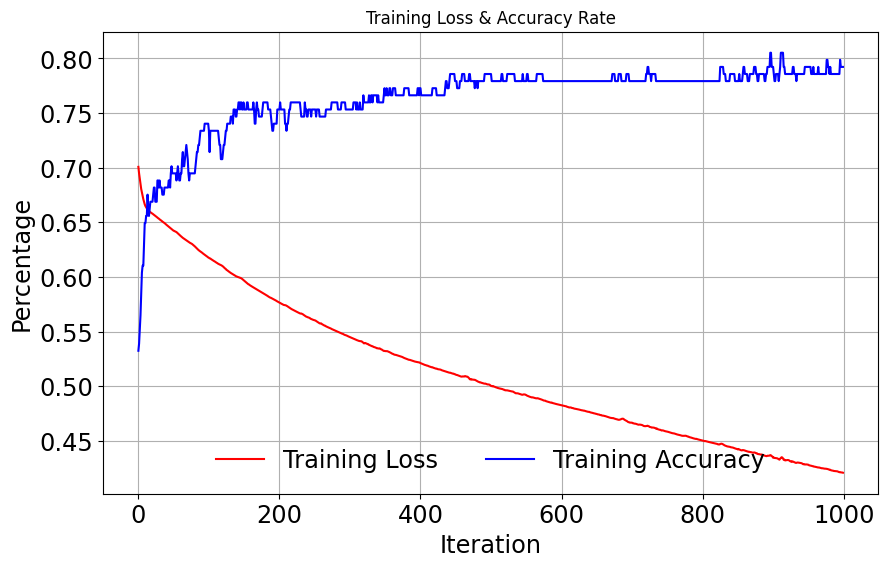 Training Loss & Accuracy Rate
0.80
0.75
0.70
0.65
0.60
0.55
0.50
0.45
Percentage
Training Loss Training Accuracy
0 200 400 600 800 1000
Iteration